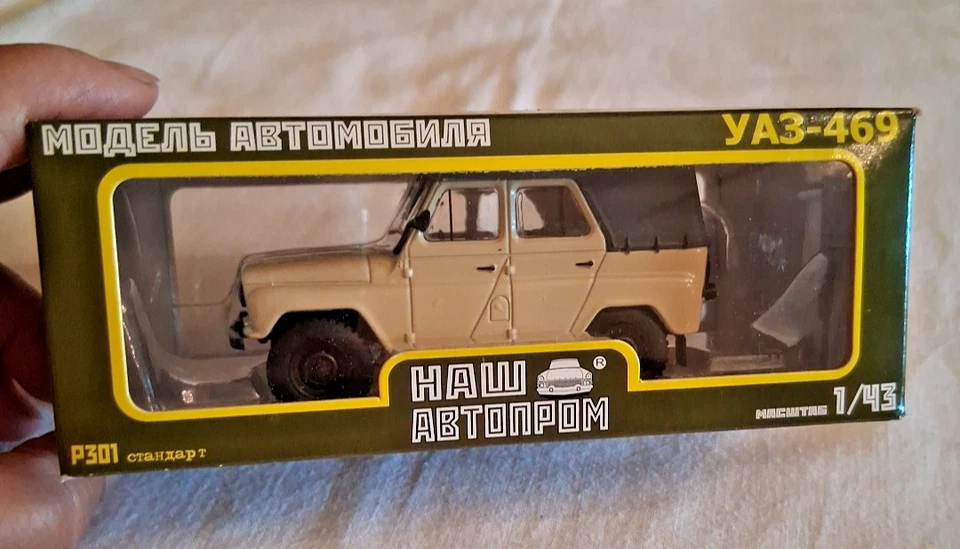 МОДЕЛЬ АВТОМОБИЛЯ
УАЗ-469
НАШ ®
АВТОПРОМ
МАСШТАБ 1/43
Р301 стандарт